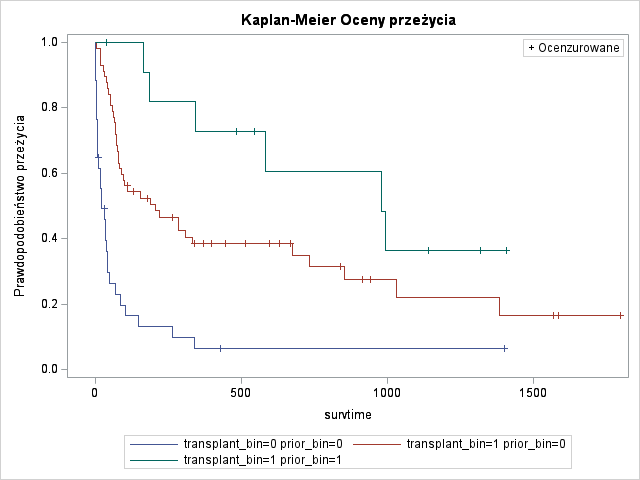 Kaplan-Meier Oceny przeżycia
+ Ocenzurowane
Prawdopodobieństwo przeżycia
1.0
0.8
0.6
0.4
0.2
0.0
0 500 1000 1500
survtime
transplant_bin=0 prior_bin=0 transplant_bin=1 prior_bin=0
transplant_bin=1 prior_bin=1